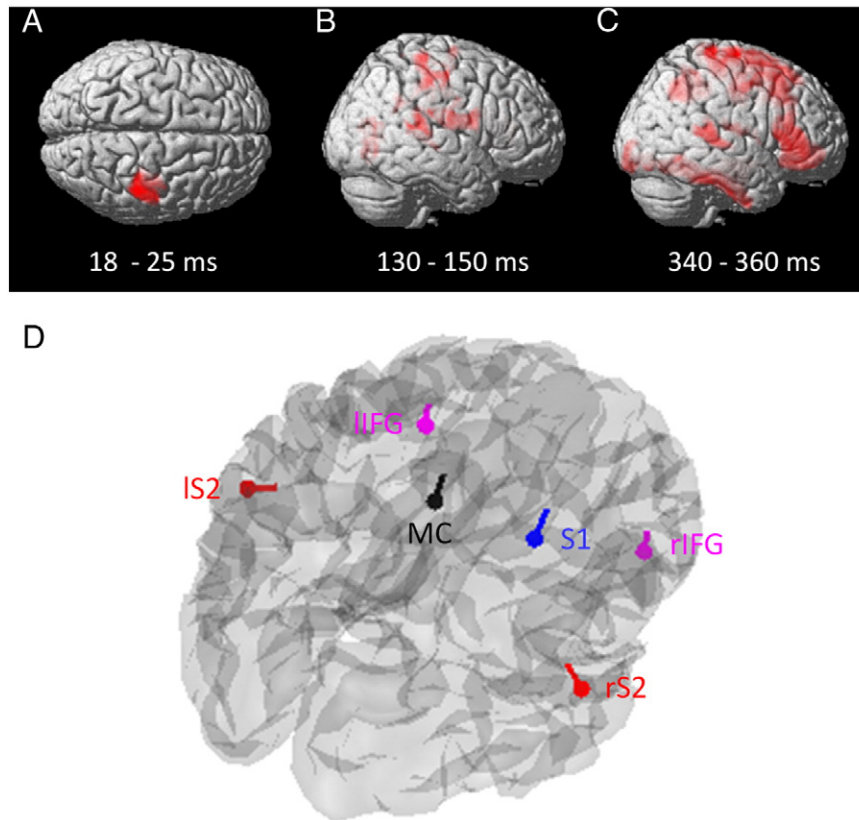 A
B
C
18 - 25 ms
130 - 150 ms
340 - 360 ms
D
lIFG
lS2
MC
S1
rIFG
rS2